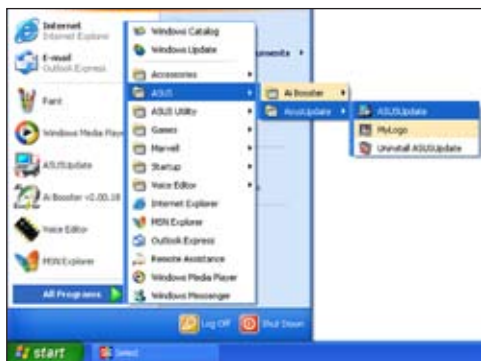 Internet
Internet Explorer
E-mail
Outlook Express
Paint
Windows Media Play
ASUSUpdate
Ai Booster v2.00.18
Voice Editor
MSN Explorer
All Programs
Windows Catalog
Windows Update
Accessories
ASUS
ASUS Utility
Games
Marvell
Startup
Voice Editor
Internet Explorer
MSN Explorer
Outlook Express
Remote Assistance
Windows Media Player
Windows Messenger
cuments
Ai Booster
AsusUpdate
ASUSUpdate
MyLogo
Uninstall ASUSUpdate
Log Off
Shut Down
start